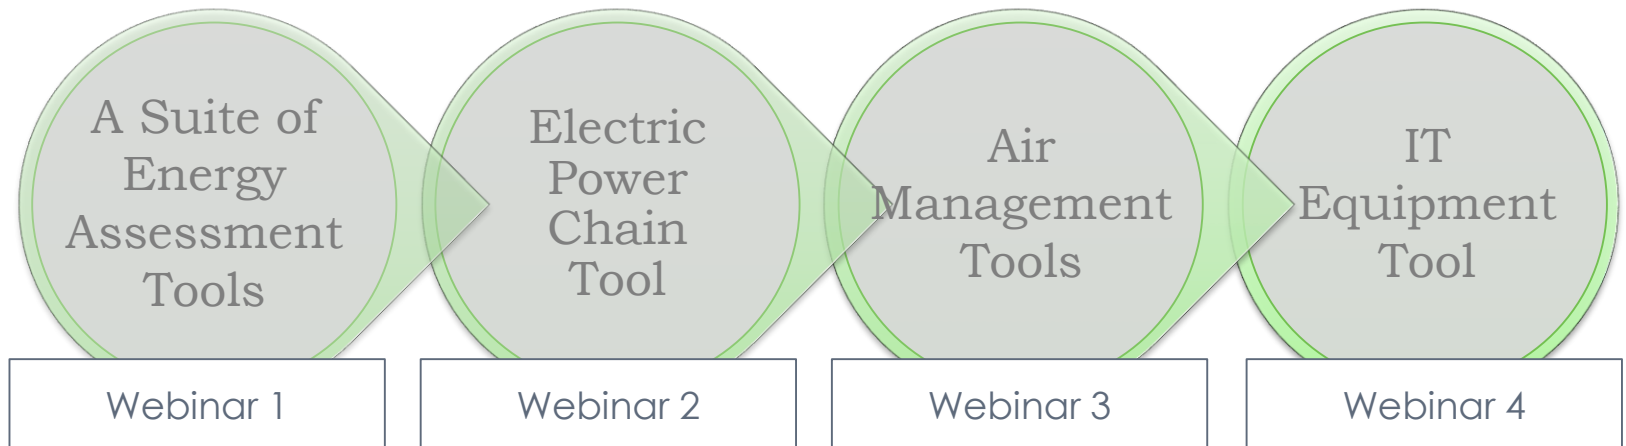 A Suite of
Energy
Assessment
Tools
Electric
Power
Chain
Tool
Air
Management
Tools
IT
Equipment
Tool
Webinar 1
Webinar 2
Webinar 3
Webinar 4